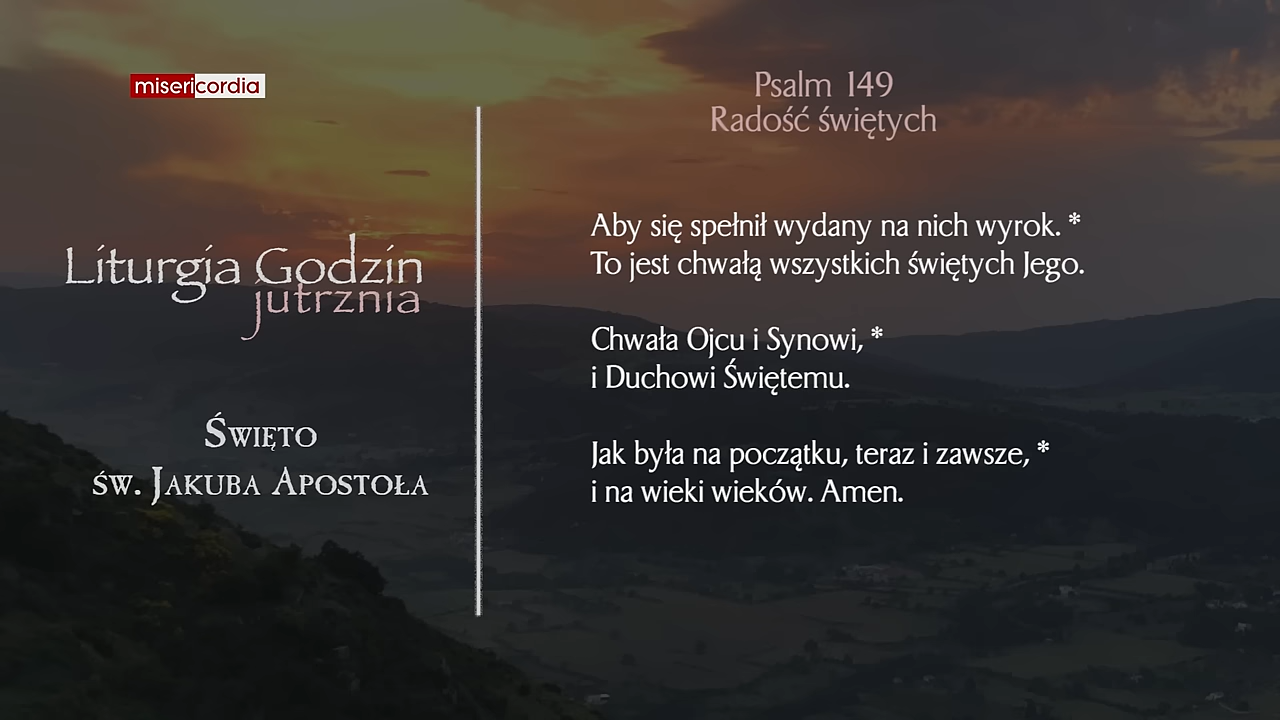 misericordia
Liturgia Godzin
jutrznia
Święto
św. Jakuba Apostoła
Psalm 149
Radość świętych
Aby się spełnił wydany na nich wyrok. *
To jest chwałą wszystkich świętych Jego.
Chwała Ojcu i Synowi, *
i Duchowi Świętemu.
Jak była na początku, teraz i zawsze, *
i na wieki wieków. Amen.